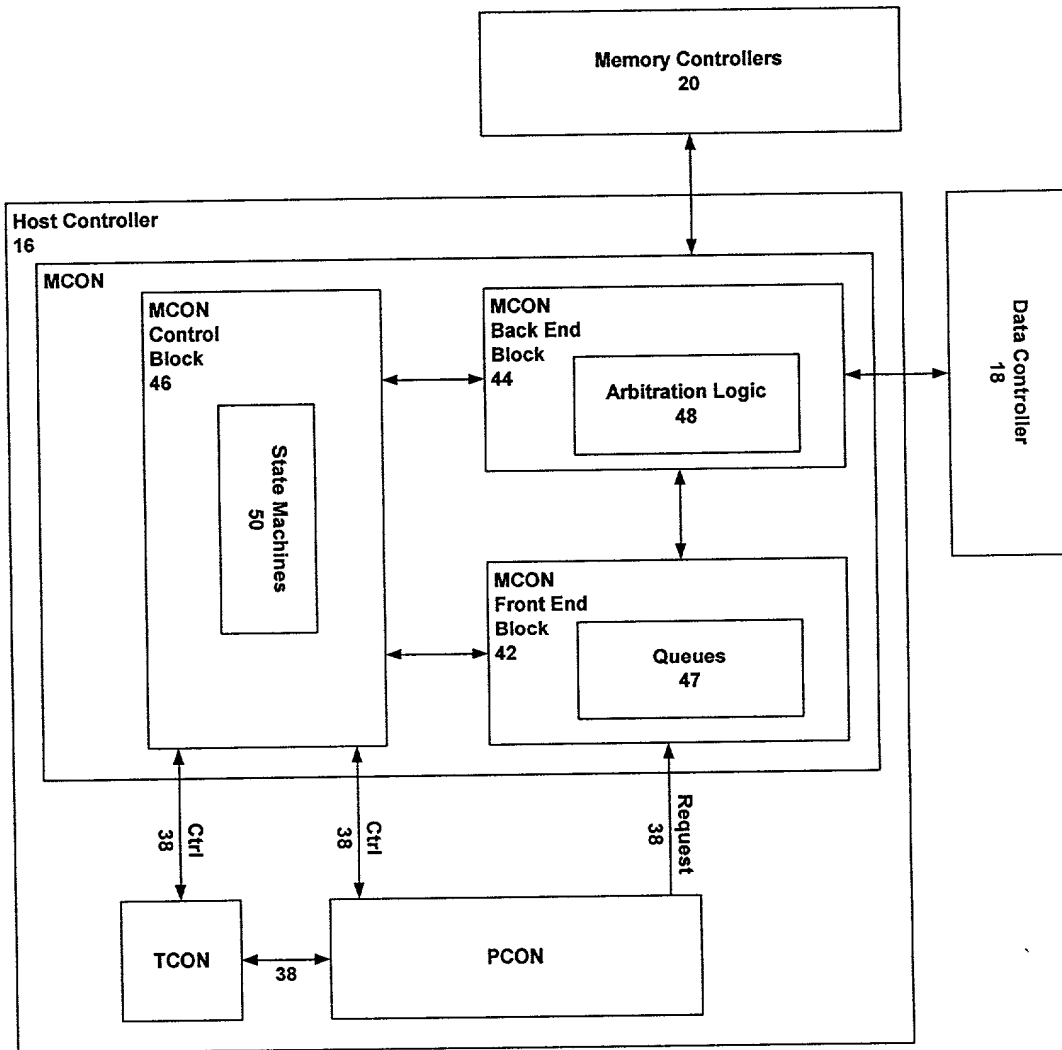 Memory Controllers
20
Host Controller
16
MCON
MCON
Control
Block
46
State Machines
50
MCON
Back End
Block
44
Arbitration Logic
48
Data Controller
18
MCON
Front End
Block
42
Queues
47
Ctrl
38
Ctrl
38
Request
38
TCON
38
PCON